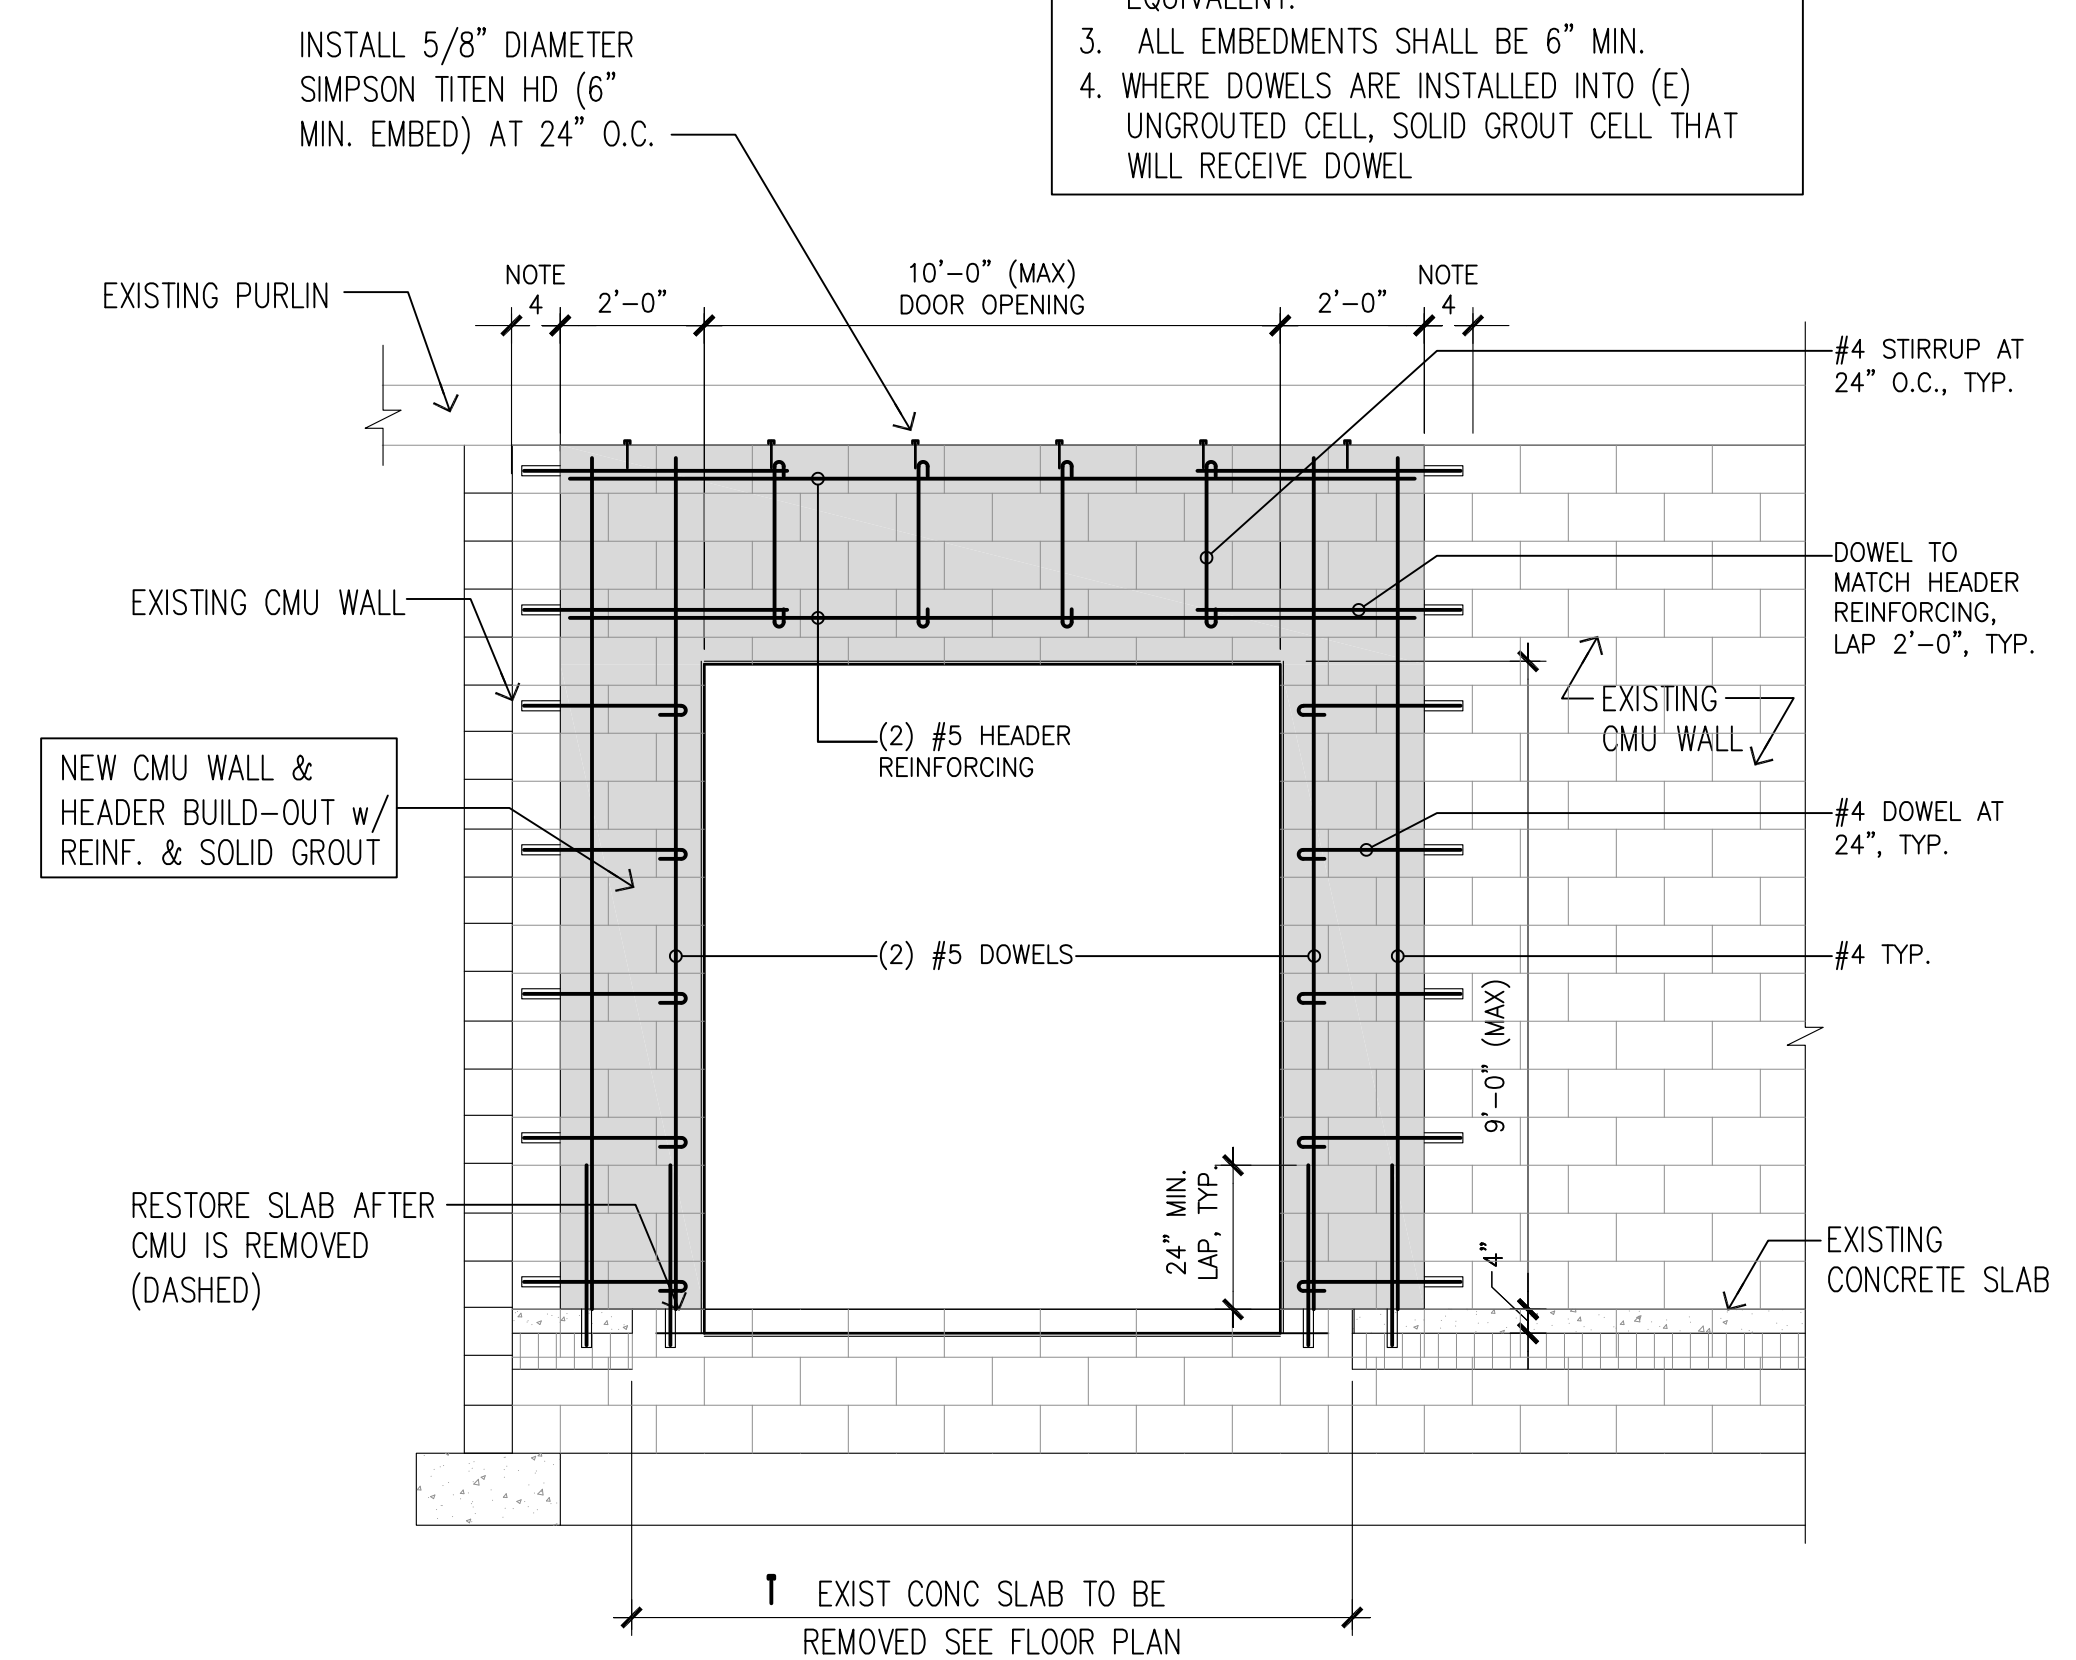 EQUIVALENT.
3. ALL EMBEDMENTS SHALL BE 6” MIN.
4. WHERE DOWELS ARE INSTALLED INTO (E)
UNGROUTED CELL, SOLID GROUT CELL THAT
WILL RECEIVE DOWEL
INSTALL 5/8” DIAMETER
SIMPSON TITEN HD (6”
MIN. EMBED) AT 24” O.C.
EXISTING PURLIN
NOTE
4
2’-0”
10’-0” (MAX)
DOOR OPENING
2’-0”
NOTE
4
#4 STIRRUP AT
24” O.C., TYP.
DOWEL TO
MATCH HEADER
REINFORCING,
LAP 2’-0”, TYP.
EXISTING CMU WALL
EXISTING
CMU WALL
(2) #5 HEADER
REINFORCING
NEW CMU WALL &
HEADER BUILD-OUT w/
REINF. & SOLID GROUT
#4 DOWEL AT
24”, TYP.
(2) #5 DOWELS
#4 TYP.
9’-0” (MAX)
24” MIN.
LAP, TYP.
4”
RESTORE SLAB AFTER
CMU IS REMOVED
(DASHED)
EXISTING
CONCRETE SLAB
EXIST CONC SLAB TO BE
REMOVED SEE FLOOR PLAN